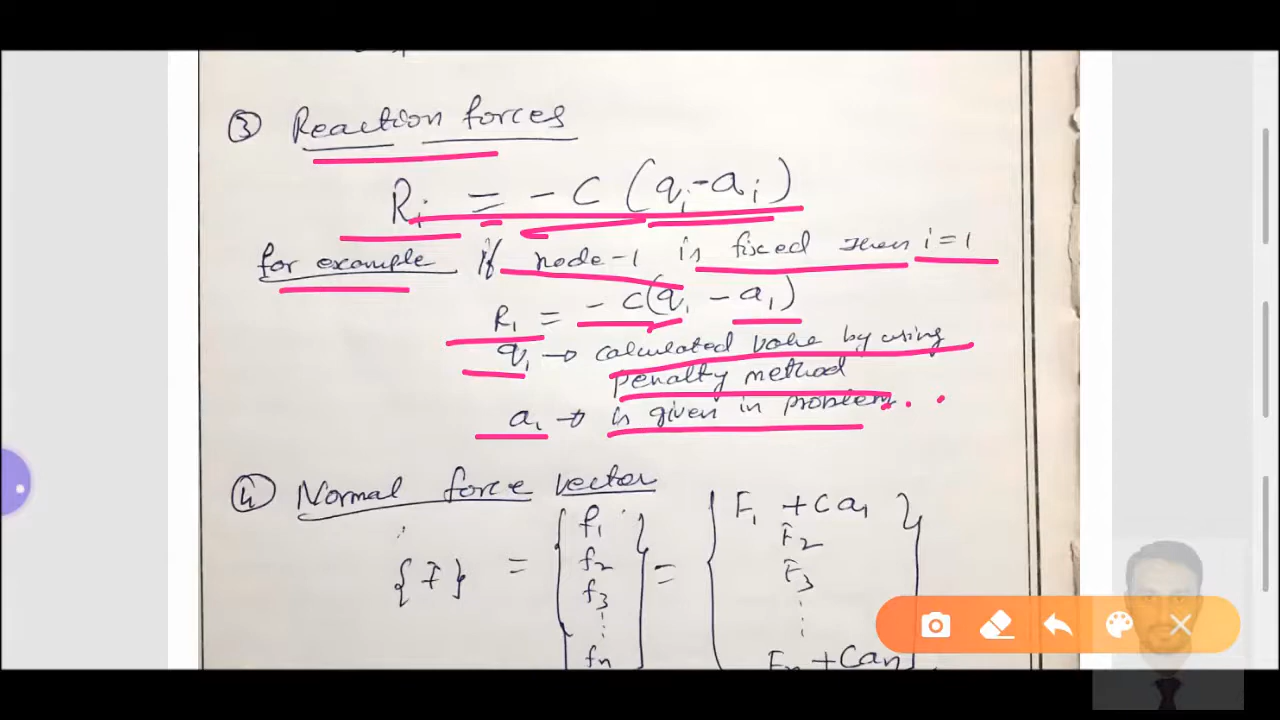 ③ Reaction forces
Ri = - C (qi - ai)
for example if node-1 is fixed then i=1
R1 = - C(q1 - a1)
q1 → calculated value by using
penalty method
a1 → is given in problem
④ Normal force vector
{F} = { f1 f2 f3 ⋮ fn } = { F1 + Ca1 F2 F3 ⋮ Fn + Can }